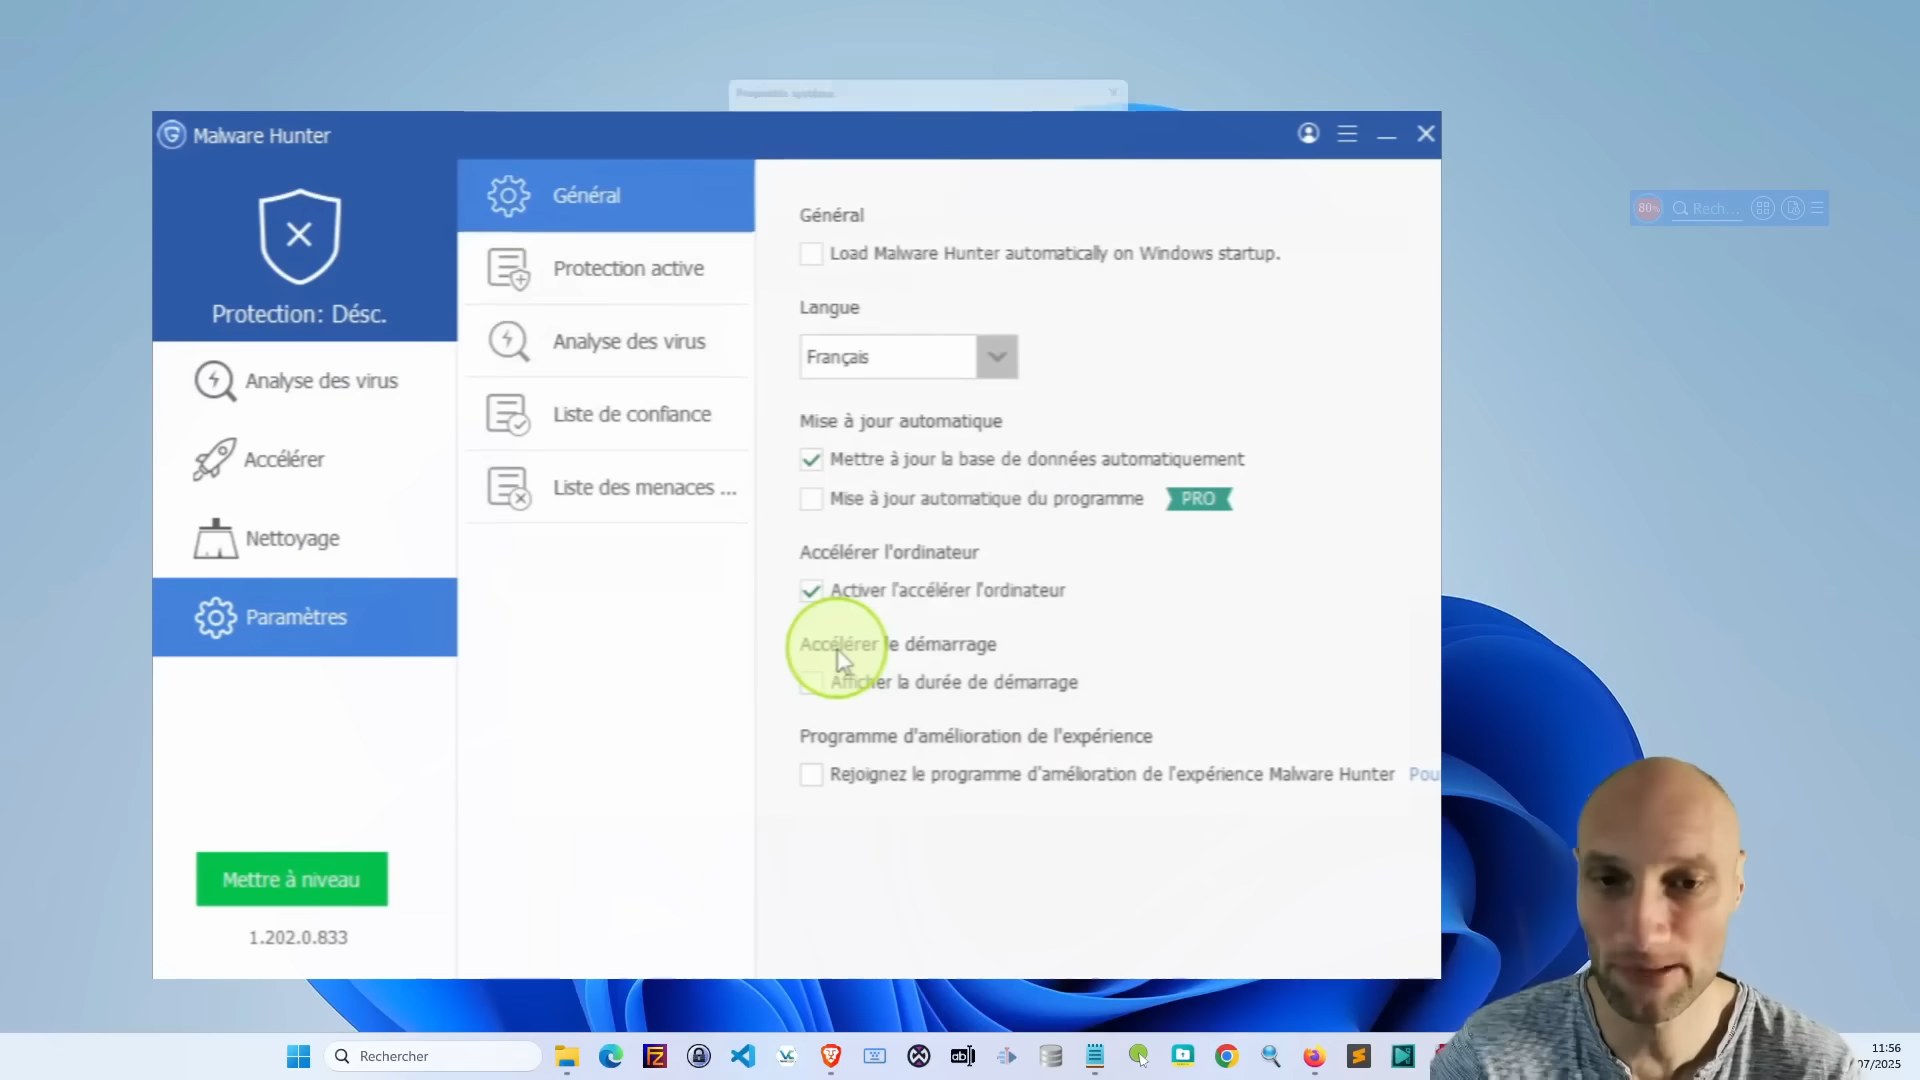 Propriétés système
Malware Hunter
80%
Rech...
Protection: Désc.
Analyse des virus
Accélérer
Nettoyage
Paramètres
Mettre à niveau
1.202.0.833
Général
Protection active
Analyse des virus
Liste de confiance
Liste des menaces ...
Général
Load Malware Hunter automatically on Windows startup.
Langue
Français
Mise à jour automatique
Mettre à jour la base de données automatiquement
Mise à jour automatique du programme PRO
Accélérer l'ordinateur
Activer l'accélérer l'ordinateur
Accélérer le démarrage
Afficher la durée de démarrage
Programme d'amélioration de l'expérience
Rejoignez le programme d'amélioration de l'expérience Malware Hunter Pou
Rechercher
11:56
07/2025